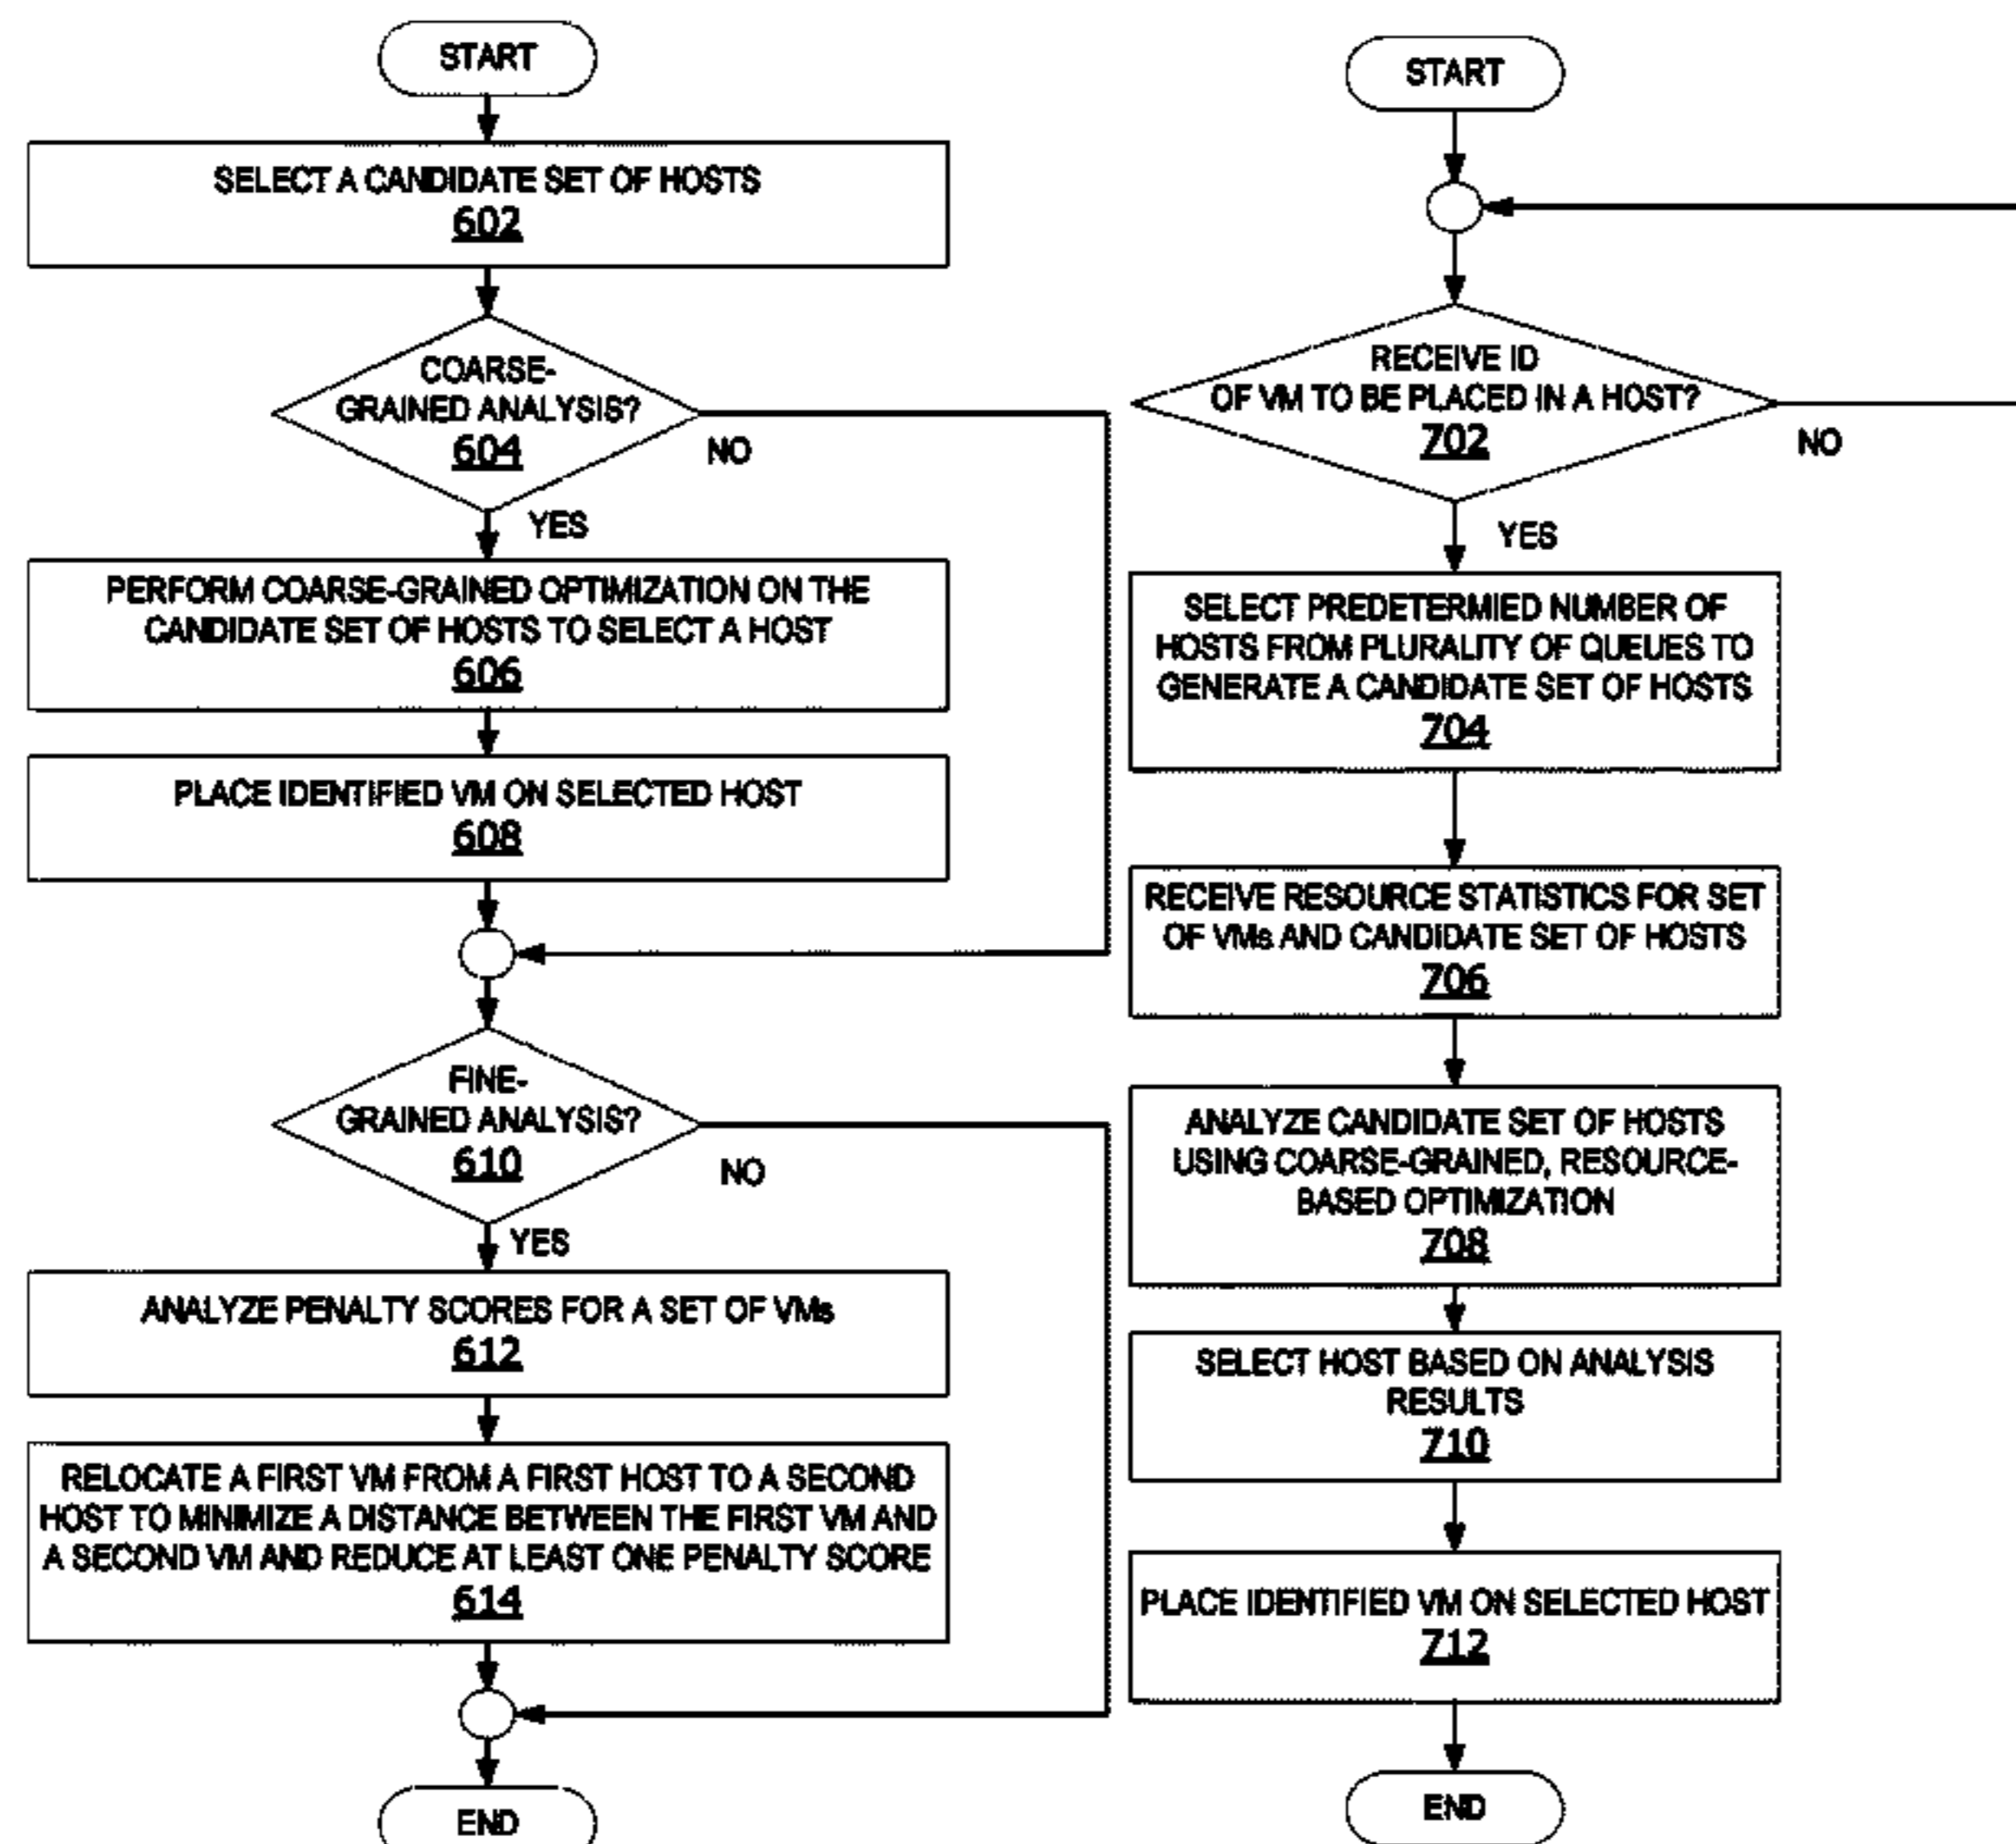 START
SELECT A CANDIDATE SET OF HOSTS
602
COARSE-
GRAINED ANALYSIS?
604
NO
YES
PERFORM COARSE-GRAINED OPTIMIZATION ON THE
CANDIDATE SET OF HOSTS TO SELECT A HOST
606
PLACE IDENTIFIED VM ON SELECTED HOST
608
FINE-
GRAINED ANALYSIS?
610
NO
YES
ANALYZE PENALTY SCORES FOR A SET OF VMs
612
RELOCATE A FIRST VM FROM A FIRST HOST TO A SECOND
HOST TO MINIMIZE A DISTANCE BETWEEN THE FIRST VM AND
A SECOND VM AND REDUCE AT LEAST ONE PENALTY SCORE
614
END
START
RECEIVE ID
OF VM TO BE PLACED IN A HOST?
702
NO
YES
SELECT PREDETERMIED NUMBER OF
HOSTS FROM PLURALITY OF QUEUES TO
GENERATE A CANDIDATE SET OF HOSTS
704
RECEIVE RESOURCE STATISTICS FOR SET
OF VMs AND CANDIDATE SET OF HOSTS
706
ANALYZE CANDIDATE SET OF HOSTS
USING COARSE-GRAINED, RESOURCE-
BASED OPTIMIZATION
708
SELECT HOST BASED ON ANALYSIS
RESULTS
710
PLACE IDENTIFIED VM ON SELECTED HOST
712
END